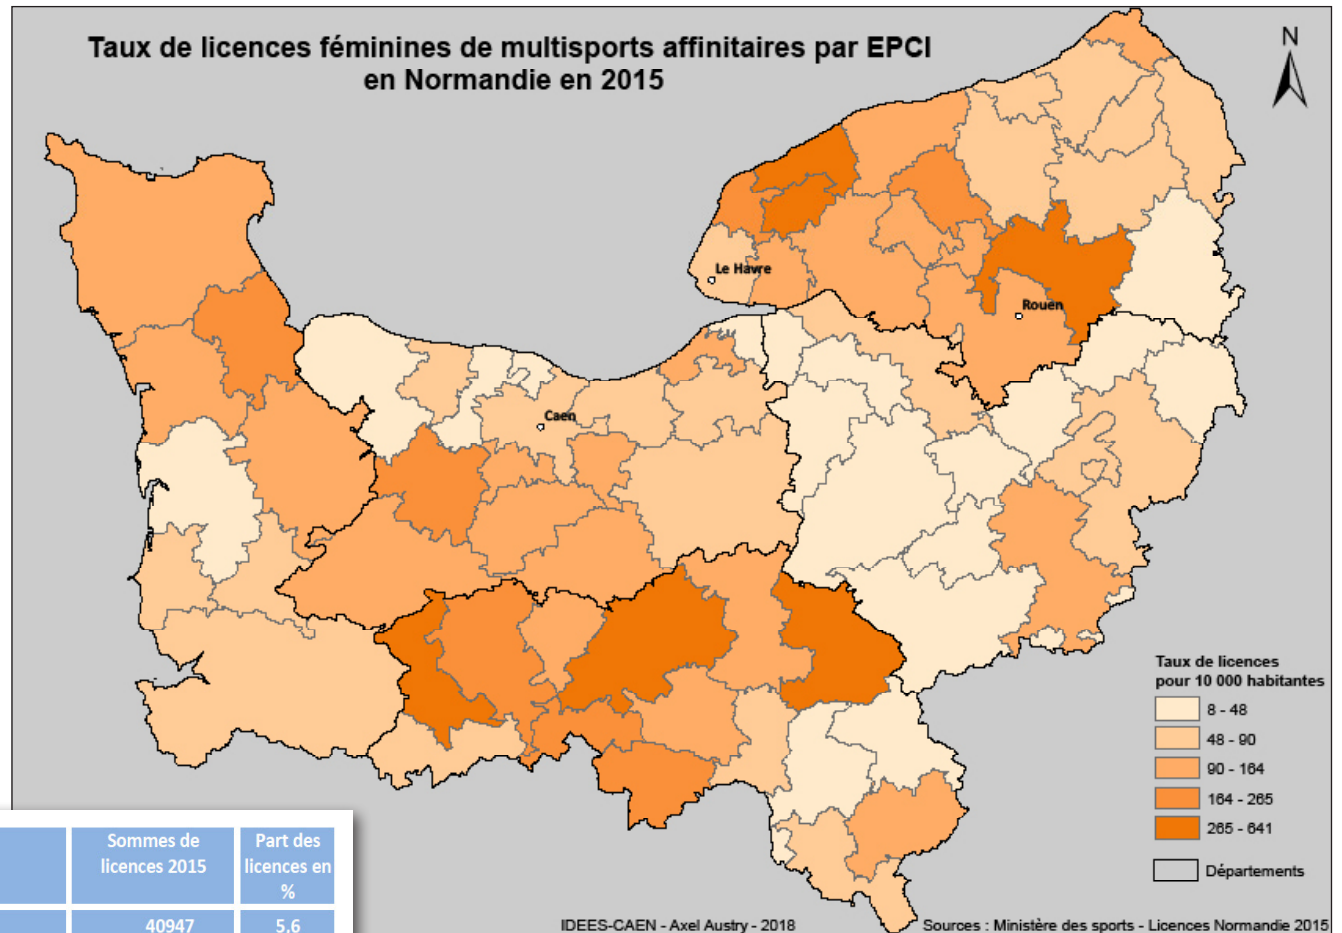 Taux de licences féminines de multisports affinitaires par EPCI
en Normandie en 2015
N
Le Havre
Rouen
Caen
Taux de licences
pour 10 000 habitantes
8 - 48
48 - 90
90 - 164
164 - 265
265 - 641
Départements
Sommes de
licences 2015
Part des
licences en
%
40947
5.6
IDEES-CAEN - Axel Austry - 2018
Sources : Ministère des sports - Licences Normandie 2015